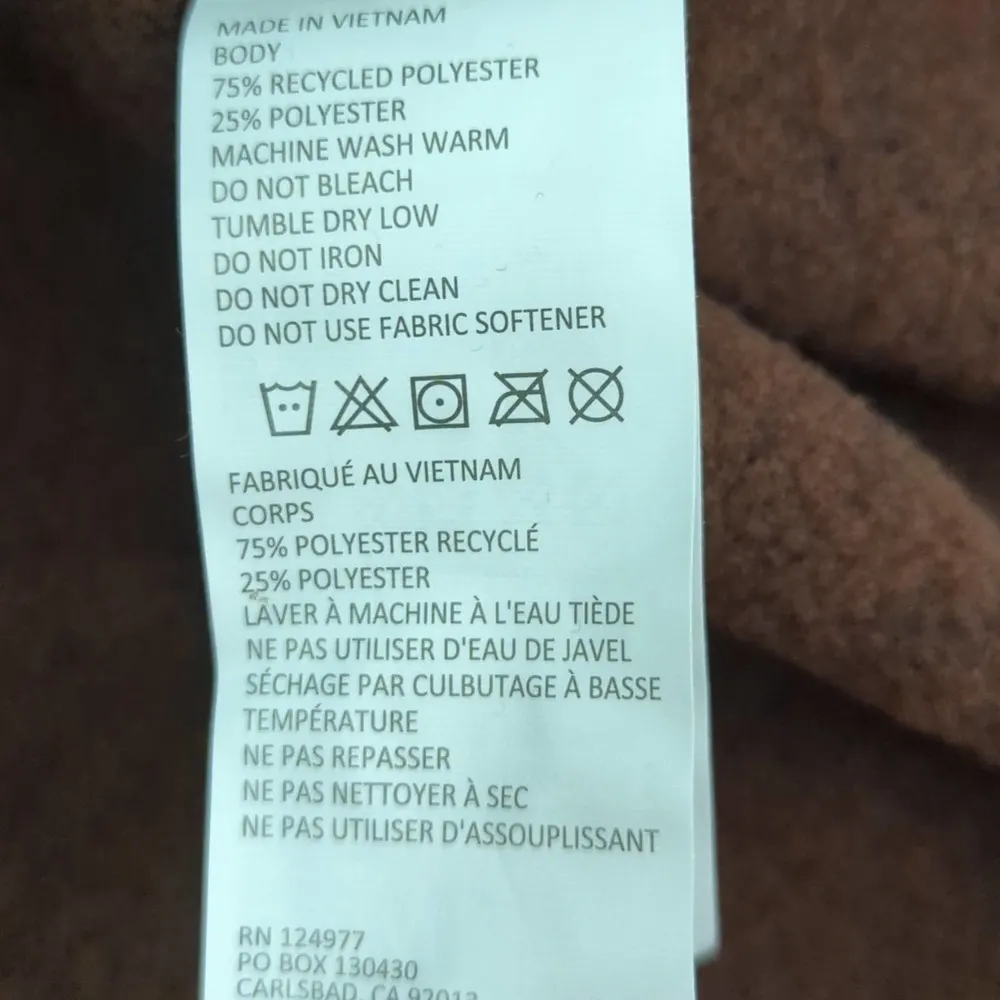 MADE IN VIETNAM
BODY
75% RECYCLED POLYESTER
25% POLYESTER
MACHINE WASH WARM
DO NOT BLEACH
TUMBLE DRY LOW
DO NOT IRON
DO NOT DRY CLEAN
DO NOT USE FABRIC SOFTENER
FABRIQUÉ AU VIETNAM
CORPS
75% POLYESTER RECYCLÉ
25% POLYESTER
LAVER À MACHINE À L'EAU TIÈDE
NE PAS UTILISER D'EAU DE JAVEL
SÉCHAGE PAR CULBUTAGE À BASSE
TEMPÉRATURE
NE PAS REPASSER
NE PAS NETTOYER À SEC
NE PAS UTILISER D'ASSOUPLISSANT
RN 124977
PO BOX 130430
CARLSBAD, CA